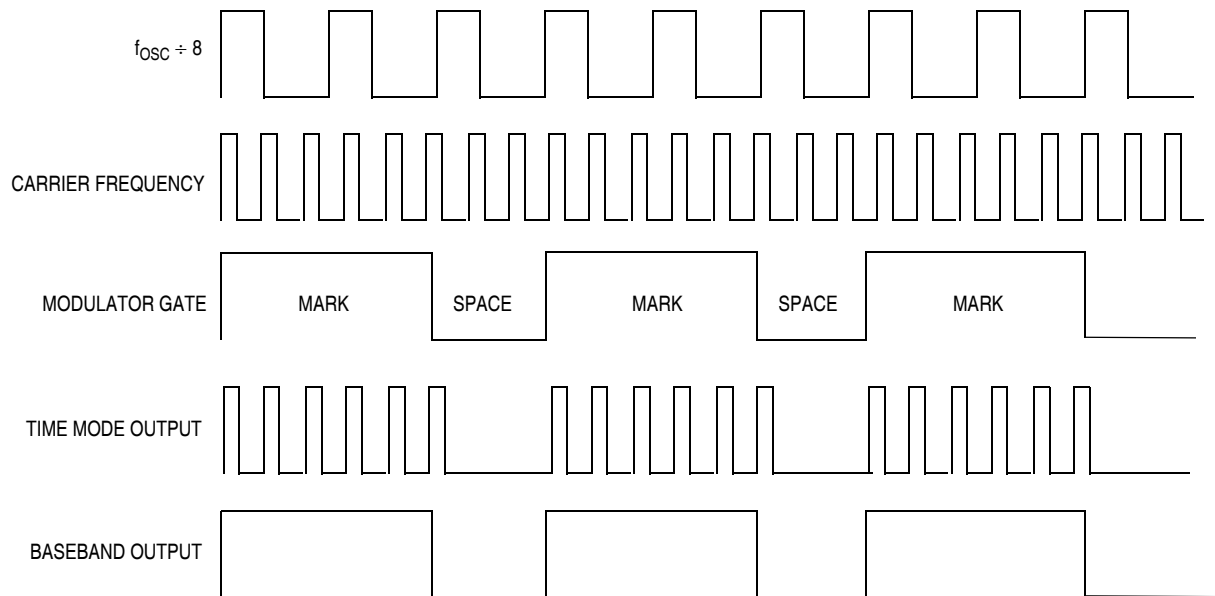 fOSC ÷ 8
CARRIER FREQUENCY
MODULATOR GATE
MARK
SPACE
MARK
SPACE
MARK
TIME MODE OUTPUT
BASEBAND OUTPUT